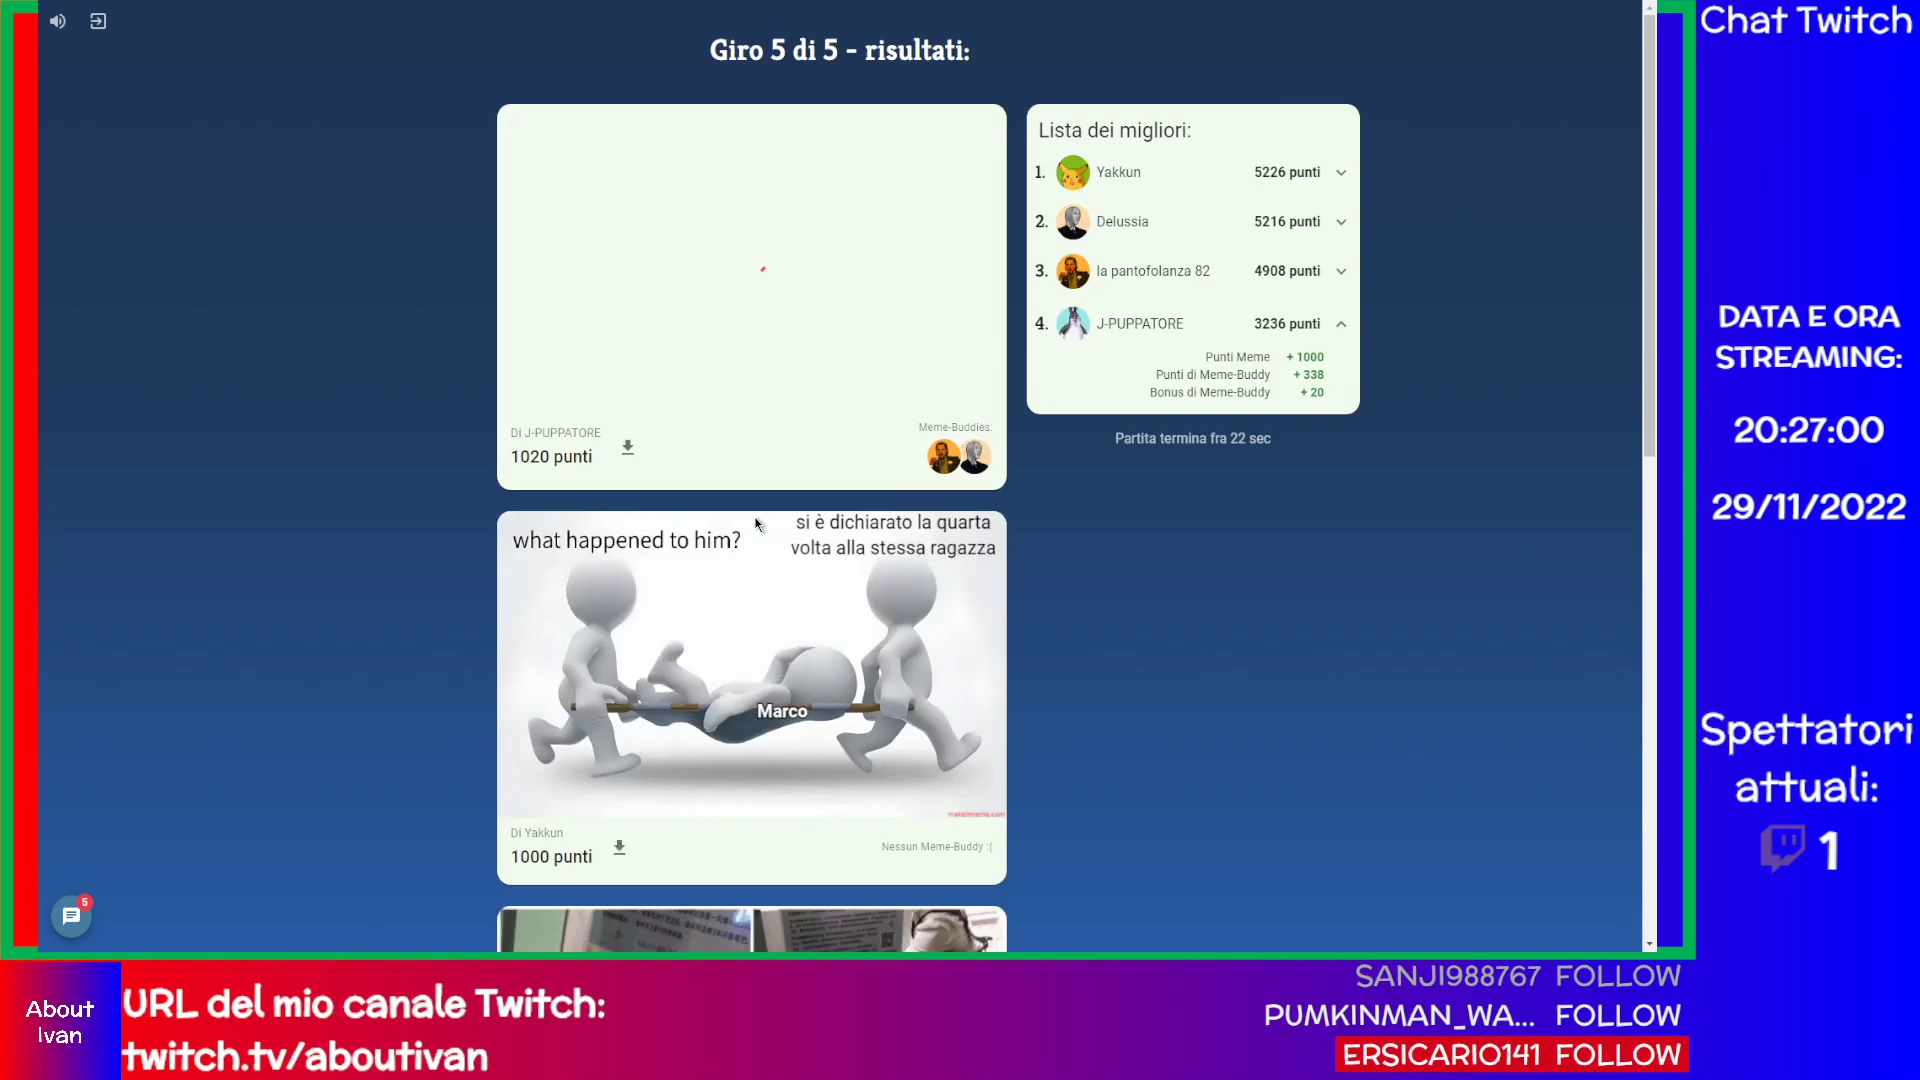 Giro 5 di 5 - risultati:
Di J-PUPPATORE
1020 punti
Meme-Buddies:
what happened to him?
si è dichiarato la quarta
volta alla stessa ragazza
Marco
makeitmeme.com
Di Yakkun
1000 punti
Nessun Meme-Buddy :(
Lista dei migliori:
1. Yakkun 5226 punti
2. Delussia 5216 punti
3. la pantofolanza 82 4908 punti
4. J-PUPPATORE 3236 punti
Punti Meme + 1000
Punti di Meme-Buddy + 338
Bonus di Meme-Buddy + 20
Partita termina fra 22 sec
5
Chat Twitch
DATA E ORA
STREAMING:
20:27:00
29/11/2022
Spettatori
attuali:
1
About
Ivan
URL del mio canale Twitch:
twitch.tv/aboutivan
SANJI988767 FOLLOW
PUMKINMAN_WA... FOLLOW
ERSICARIO141 FOLLOW